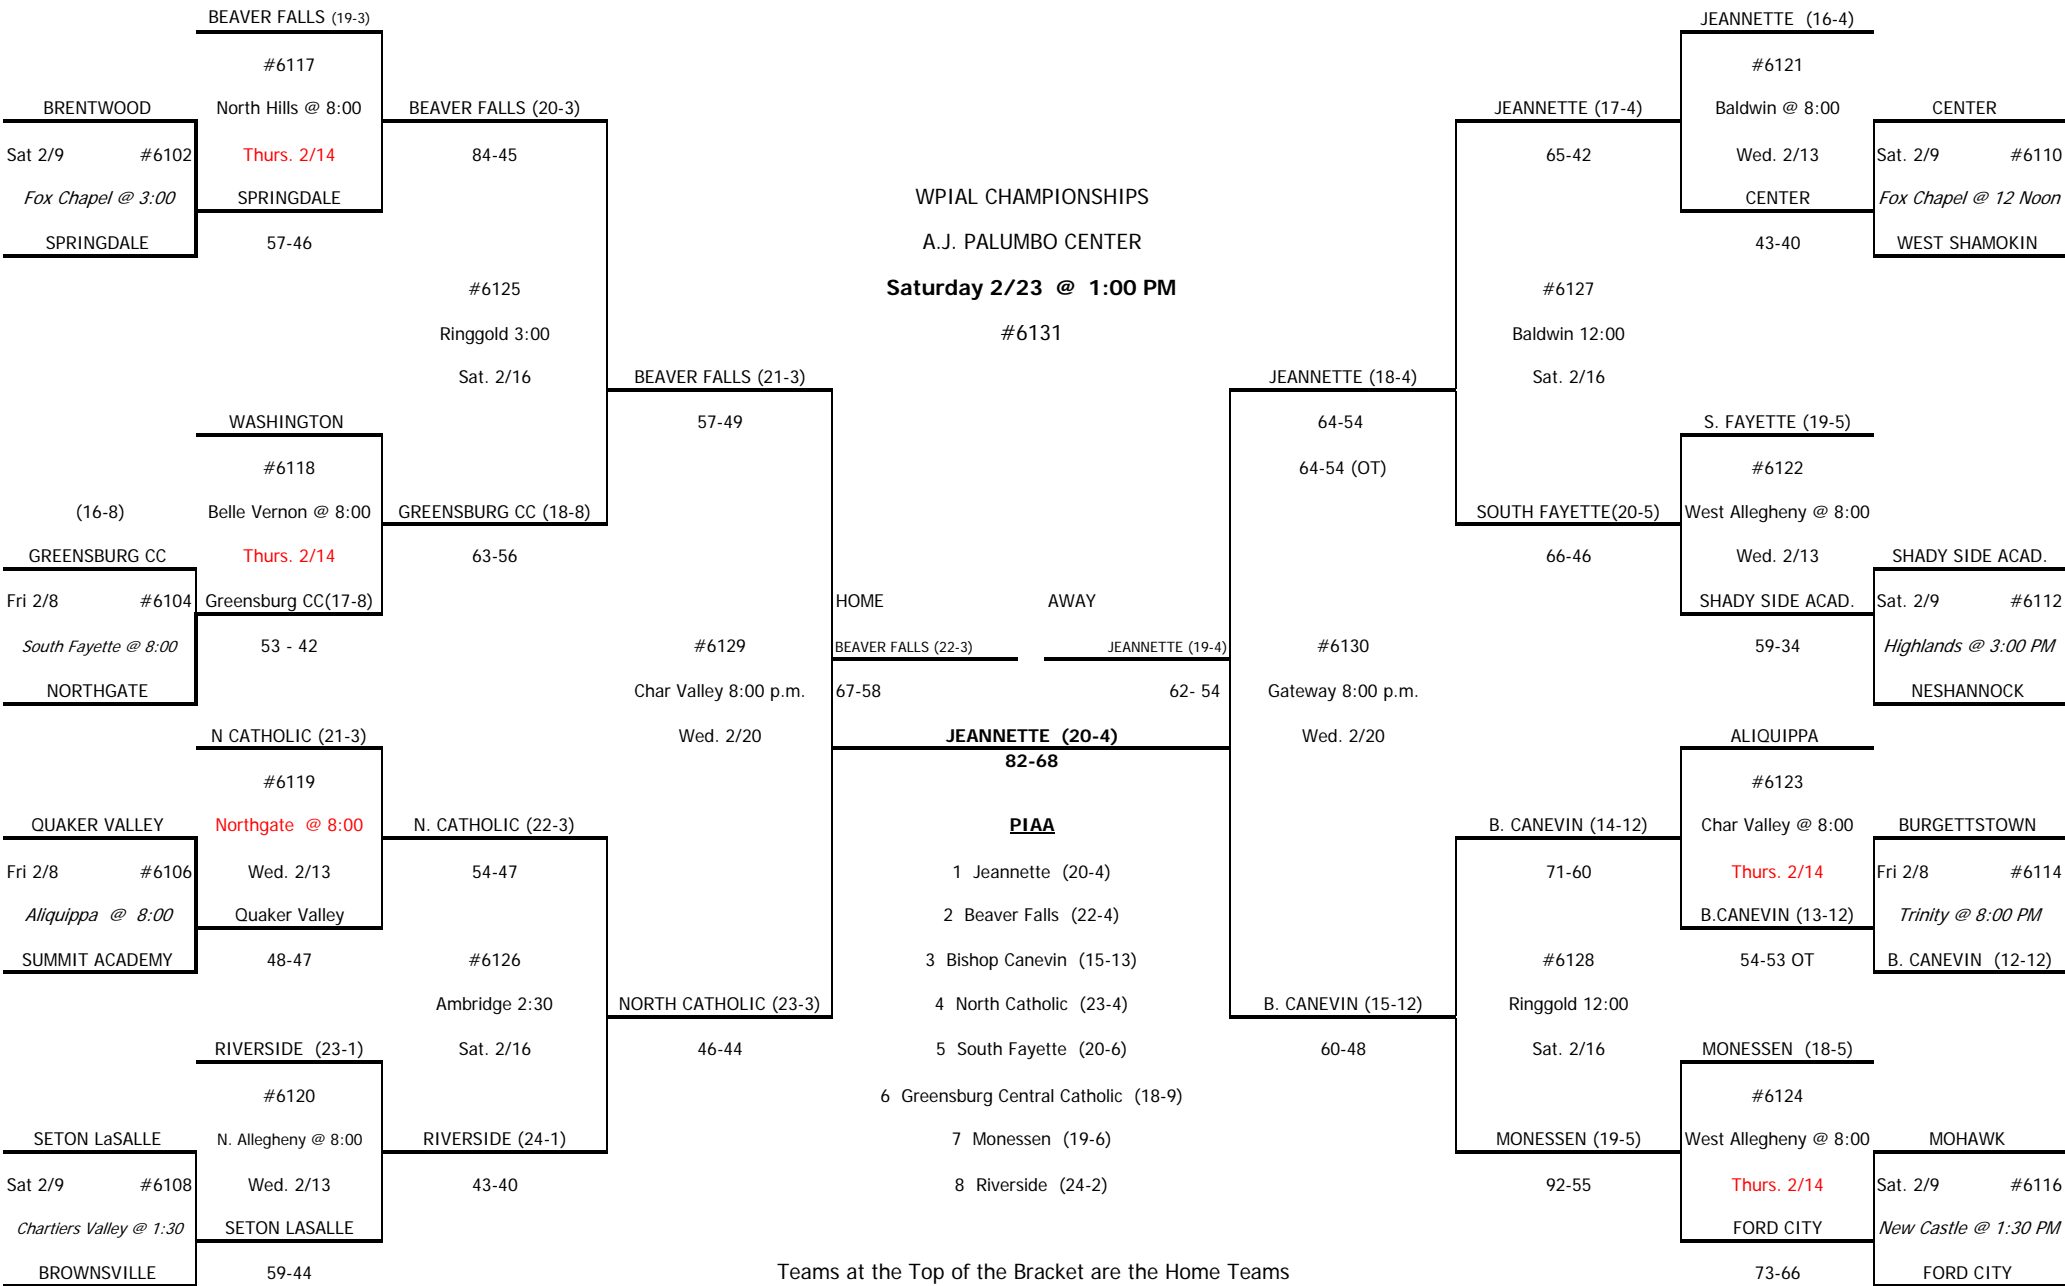 BEAVER FALLS (19-3)
#6117
BRENTWOOD
North Hills @ 8:00
BEAVER FALLS (20-3)
Sat 2/9 #6102
Thurs. 2/14
84-45
Fox Chapel @ 3:00
SPRINGDALE
SPRINGDALE
57-46
#6125
Ringgold 3:00
Sat. 2/16
BEAVER FALLS (21-3)
WASHINGTON
57-49
#6118
(16-8)
Belle Vernon @ 8:00
GREENSBURG CC (18-8)
GREENSBURG CC
Thurs. 2/14
63-56
Fri 2/8 #6104
Greensburg CC(17-8)
South Fayette @ 8:00
53 - 42
#6129
NORTHGATE
Char Valley 8:00 p.m.
N CATHOLIC (21-3)
Wed. 2/20
#6119
QUAKER VALLEY
Northgate @ 8:00
N. CATHOLIC (22-3)
Fri 2/8 #6106
Wed. 2/13
54-47
Aliquippa @ 8:00
Quaker Valley
SUMMIT ACADEMY
48-47
#6126
Ambridge 2:30
NORTH CATHOLIC (23-3)
RIVERSIDE (23-1)
Sat. 2/16
46-44
#6120
SETON LaSALLE
N. Allegheny @ 8:00
RIVERSIDE (24-1)
Sat 2/9 #6108
Wed. 2/13
43-40
Chartiers Valley @ 1:30
SETON LASALLE
BROWNSVILLE
59-44
WPIAL CHAMPIONSHIPS
A.J. PALUMBO CENTER
Saturday 2/23 @ 1:00 PM
#6131
HOME AWAY
BEAVER FALLS (22-3) JEANNETTE (19-4)
67-58 62- 54
JEANNETTE (20-4)
82-68
PIAA
1 Jeannette (20-4)
2 Beaver Falls (22-4)
3 Bishop Canevin (15-13)
4 North Catholic (23-4)
5 South Fayette (20-6)
6 Greensburg Central Catholic (18-9)
7 Monessen (19-6)
8 Riverside (24-2)
Teams at the Top of the Bracket are the Home Teams
JEANNETTE (16-4)
#6121
JEANNETTE (17-4)
Baldwin @ 8:00
CENTER
65-42
Wed. 2/13
Sat. 2/9 #6110
CENTER
Fox Chapel @ 12 Noon
43-40
WEST SHAMOKIN
#6127
Baldwin 12:00
JEANNETTE (18-4)
Sat. 2/16
64-54
S. FAYETTE (19-5)
64-54 (OT)
#6122
SOUTH FAYETTE(20-5)
West Allegheny @ 8:00
66-46
Wed. 2/13
SHADY SIDE ACAD.
SHADY SIDE ACAD.
Sat. 2/9 #6112
#6130
59-34
Highlands @ 3:00 PM
Gateway 8:00 p.m.
NESHANNOCK
Wed. 2/20
ALIQUIPPA
#6123
B. CANEVIN (14-12)
Char Valley @ 8:00
BURGETTSTOWN
71-60
Thurs. 2/14
Fri 2/8 #6114
B.CANEVIN (13-12)
Trinity @ 8:00 PM
#6128
54-53 OT
B. CANEVIN (12-12)
B. CANEVIN (15-12)
Ringgold 12:00
60-48
Sat. 2/16
MONESSEN (18-5)
#6124
MONESSEN (19-5)
West Allegheny @ 8:00
MOHAWK
92-55
Thurs. 2/14
Sat. 2/9 #6116
FORD CITY
New Castle @ 1:30 PM
73-66
FORD CITY